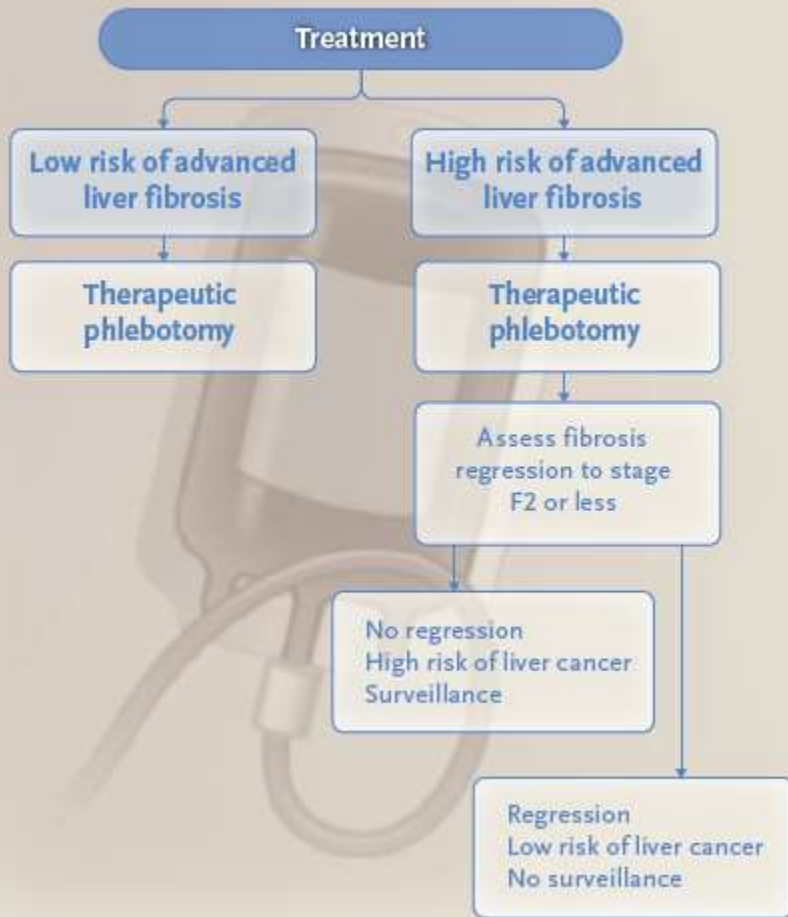 Treatment
Low risk of advanced
liver fibrosis
High risk of advanced
liver fibrosis
Therapeutic
phlebotomy
Therapeutic
phlebotomy
Assess fibrosis
regression to stage
F2 or less
No regression
High risk of liver cancer
Surveillance
Regression
Low risk of liver cancer
No surveillance